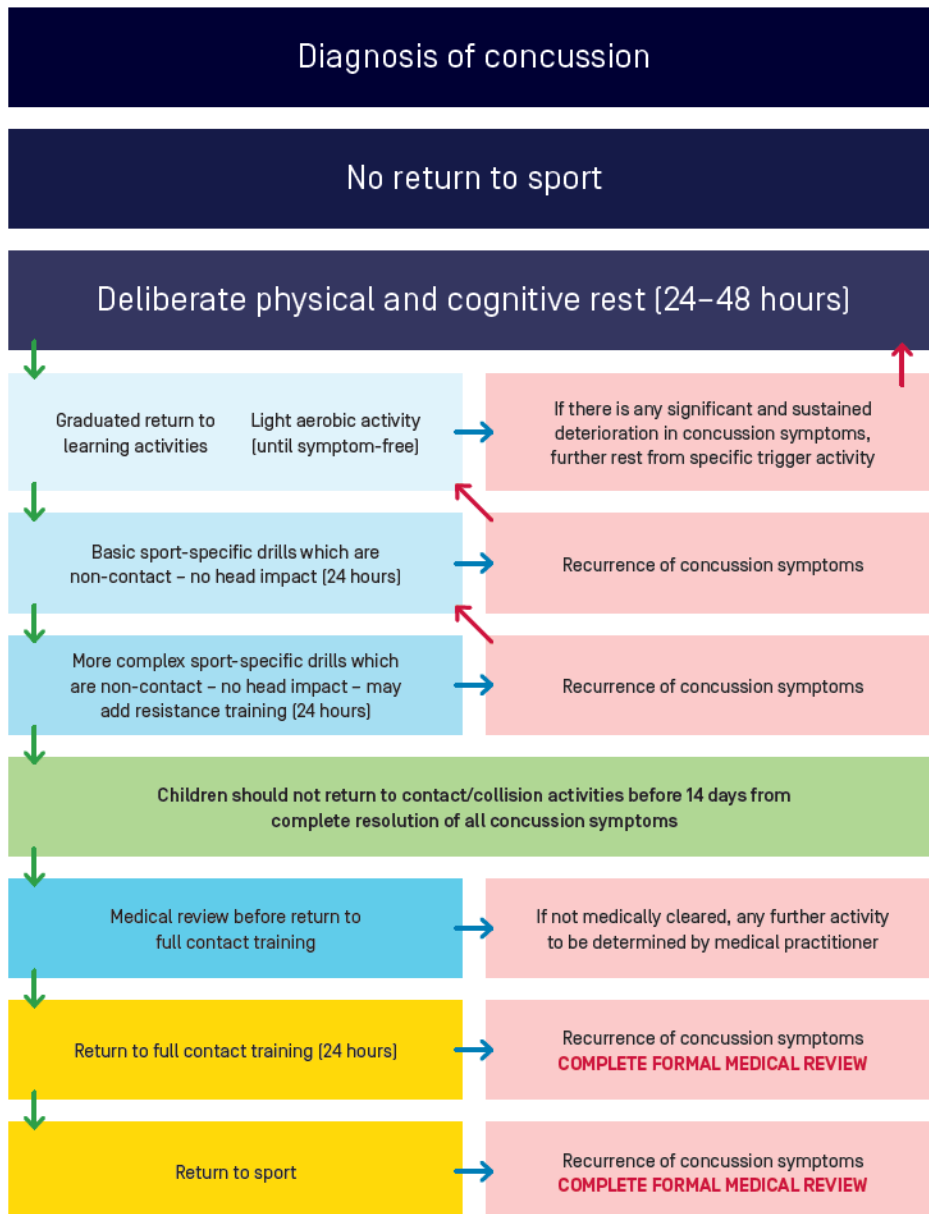 Diagnosis of concussion
No return to sport
Deliberate physical and cognitive rest (24–48 hours)
Graduated return to
learning activities
Light aerobic activity
(until symptom-free)
If there is any significant and sustained
deterioration in concussion symptoms,
further rest from specific trigger activity
Basic sport-specific drills which are
non-contact – no head impact (24 hours)
Recurrence of concussion symptoms
More complex sport-specific drills which
are non-contact – no head impact – may
add resistance training (24 hours)
Recurrence of concussion symptoms
Children should not return to contact/collision activities before 14 days from
complete resolution of all concussion symptoms
Medical review before return to
full contact training
If not medically cleared, any further activity
to be determined by medical practitioner
Return to full contact training (24 hours)
Recurrence of concussion symptoms
COMPLETE FORMAL MEDICAL REVIEW
Return to sport
Recurrence of concussion symptoms
COMPLETE FORMAL MEDICAL REVIEW